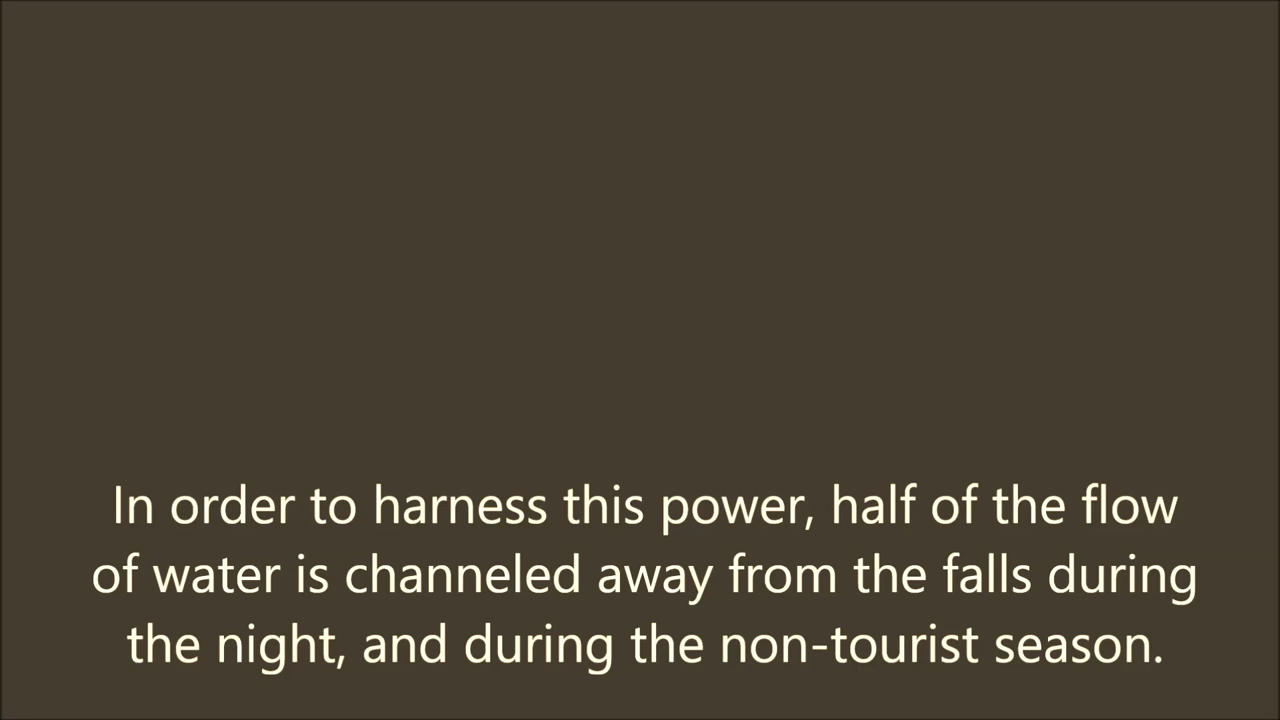 In order to harness this power, half of the flow
of water is channeled away from the falls during
the night, and during the non-tourist season.